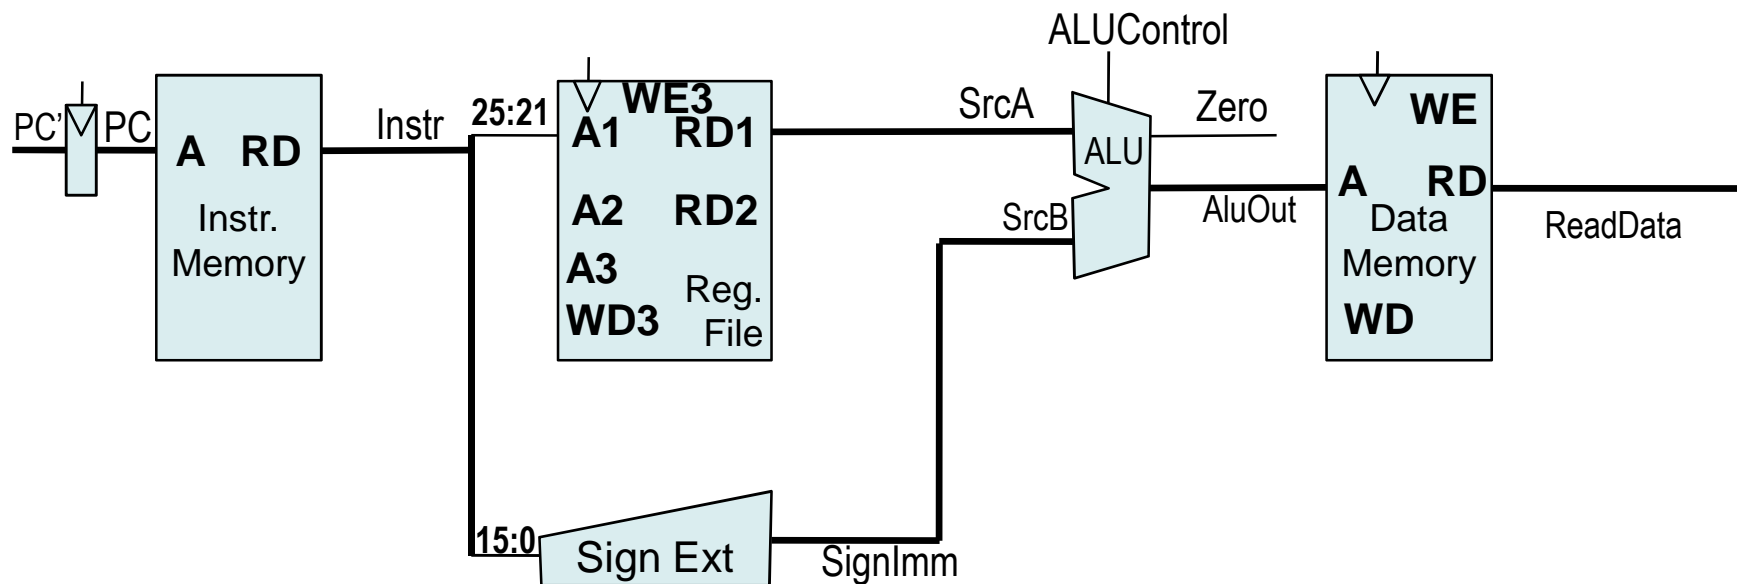 PC’
PC
A RD
Instr.
Memory
Instr
25:21
WE3
A1 RD1
A2 RD2
A3
WD3
Reg.
File
15:0
Sign Ext
SignImm
SrcA
SrcB
ALUControl
ALU
Zero
AluOut
WE
A RD
Data
Memory
WD
ReadData